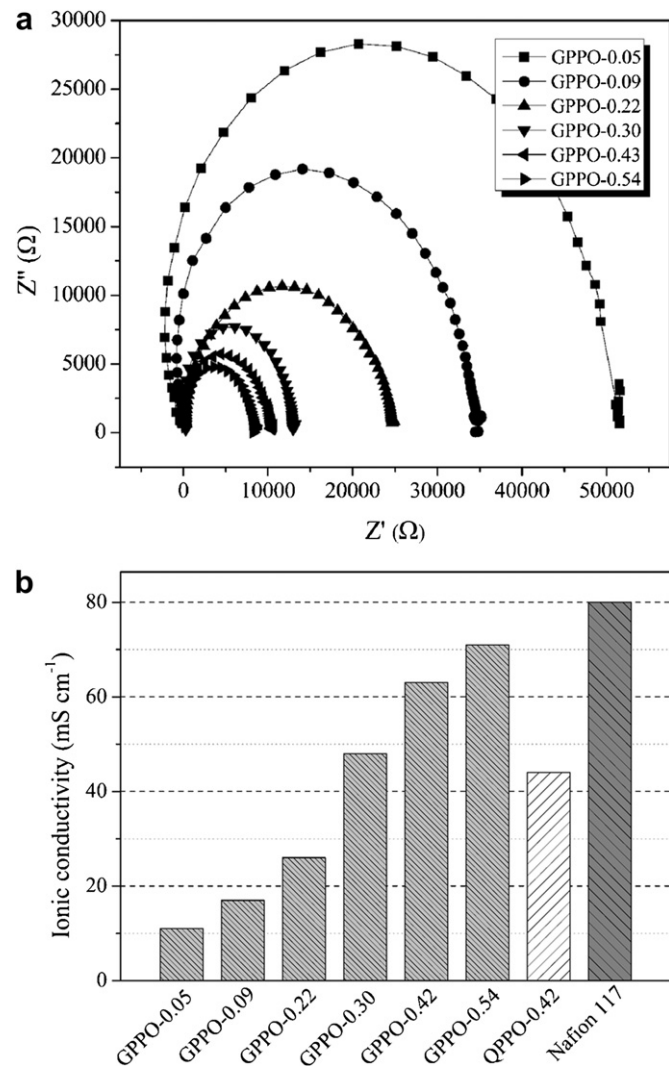 a
30000
25000
20000
15000
10000
5000
0
Z" (Ω)
GPPO-0.05
GPPO-0.09
GPPO-0.22
GPPO-0.30
GPPO-0.43
GPPO-0.54
0 10000 20000 30000 40000 50000
Z' (Ω)
b
80
60
40
20
0
Ionic conductivity (mS cm⁻¹)
GPPO-0.05
GPPO-0.09
GPPO-0.22
GPPO-0.30
GPPO-0.42
GPPO-0.54
QPPO-0.42
Nafion 117